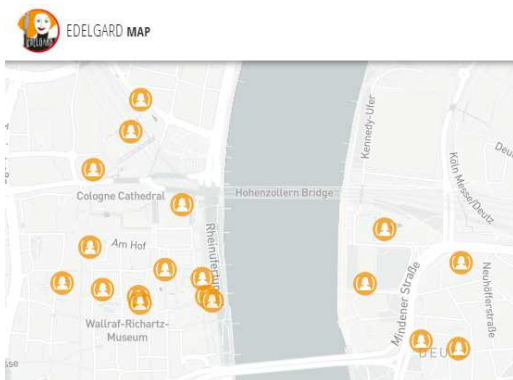 EDELGARD MAP
EDELGARD
Kennedy-Ufer
Köln Messe/Deutz
Cologne Cathedral
Hohenzollern Bridge
Am Hof
Rheinufertun
Mindener Straße
Neuhöfferstraße
Wallraf-Richartz-
Museum
DEU